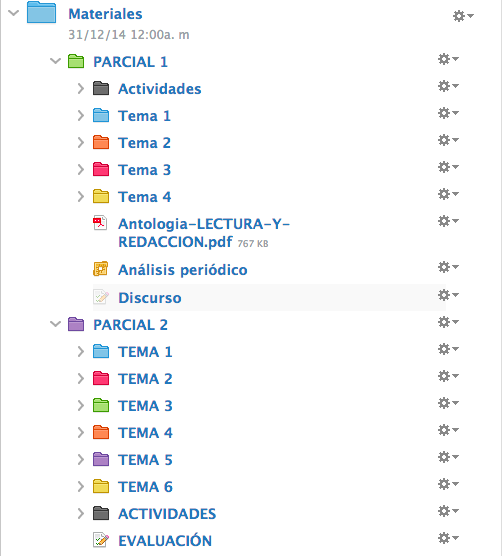 Materiales
31/12/14 12:00a. m
PARCIAL 1
Actividades
Tema 1
Tema 2
Tema 3
Tema 4
Antologia-LECTURA-Y-
REDACCION.pdf 767 KB
Análisis periódico
Discurso
PARCIAL 2
TEMA 1
TEMA 2
TEMA 3
TEMA 4
TEMA 5
TEMA 6
ACTIVIDADES
EVALUACIÓN